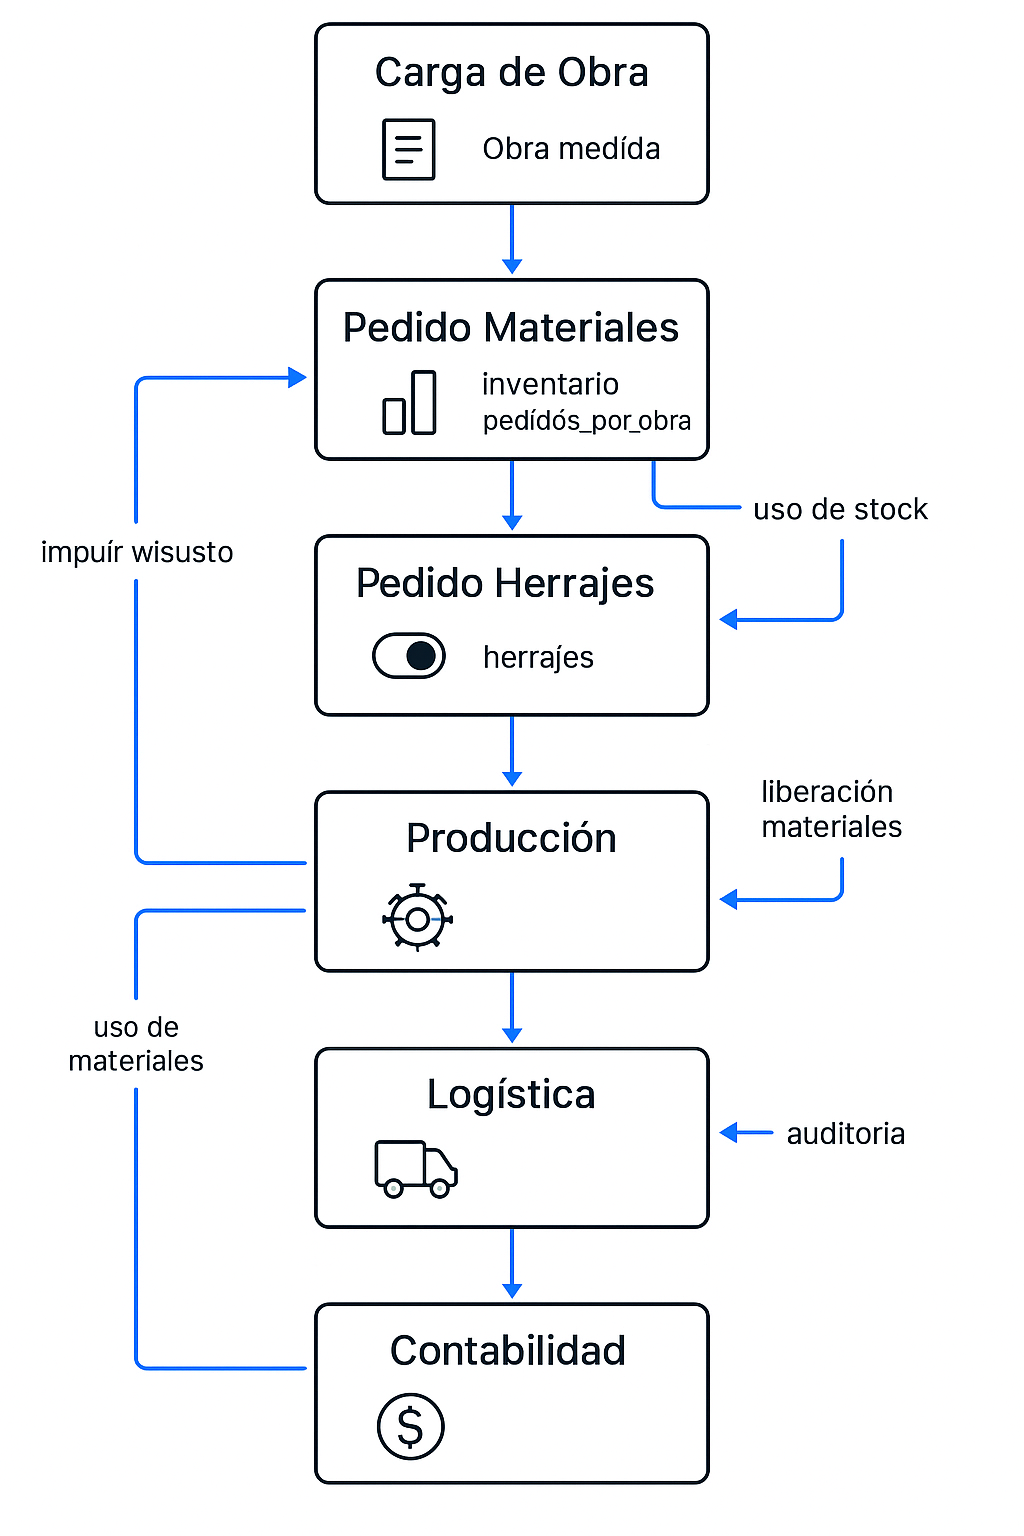 Carga de Obra
Obra medída
Pedido Materiales
inventario
pedídós_por_obra
uso de stock
impuír wisusto
Pedido Herrajes
herrajes
liberación
materiales
Producción
uso de
materiales
Logística
auditoria
Contabilidad
$